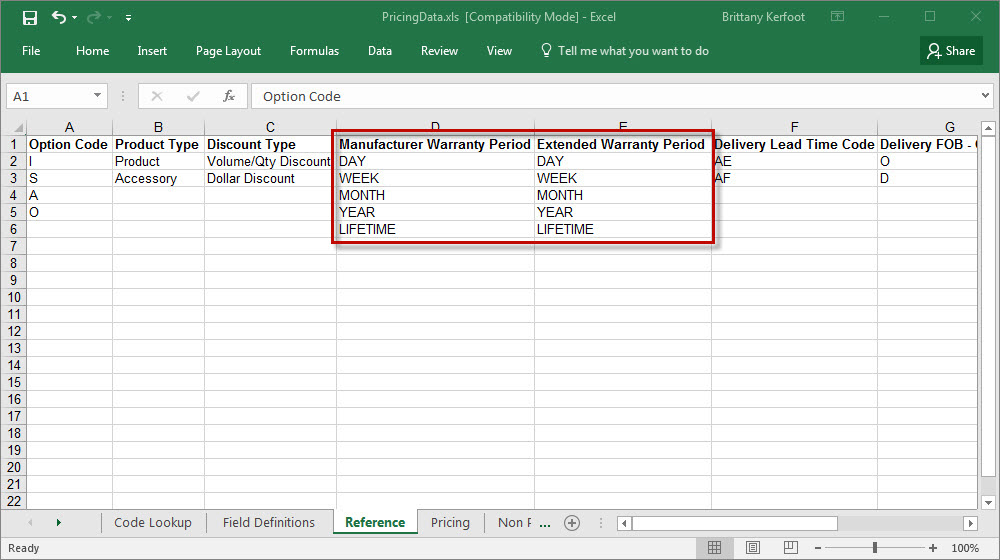 PricingData.xls [Compatibility Mode] - Excel Brittany Kerfoot
File Home Insert Page Layout Formulas Data Review View Tell me what you want to do Share
A1 fx Option Code
A B C D E F G
1 Option Code Product Type Discount Type Manufacturer Warranty Period Extended Warranty Period Delivery Lead Time Code Delivery FOB -
2 I Product Volume/Qty Discount DAY DAY AE O
3 S Accessory Dollar Discount WEEK WEEK AF D
4 A MONTH MONTH
5 O YEAR YEAR
6 LIFETIME LIFETIME
7
8
9
10
11
12
13
14
15
16
17
18
19
20
21
22
Code Lookup Field Definitions Reference Pricing Non ...
Ready 100%